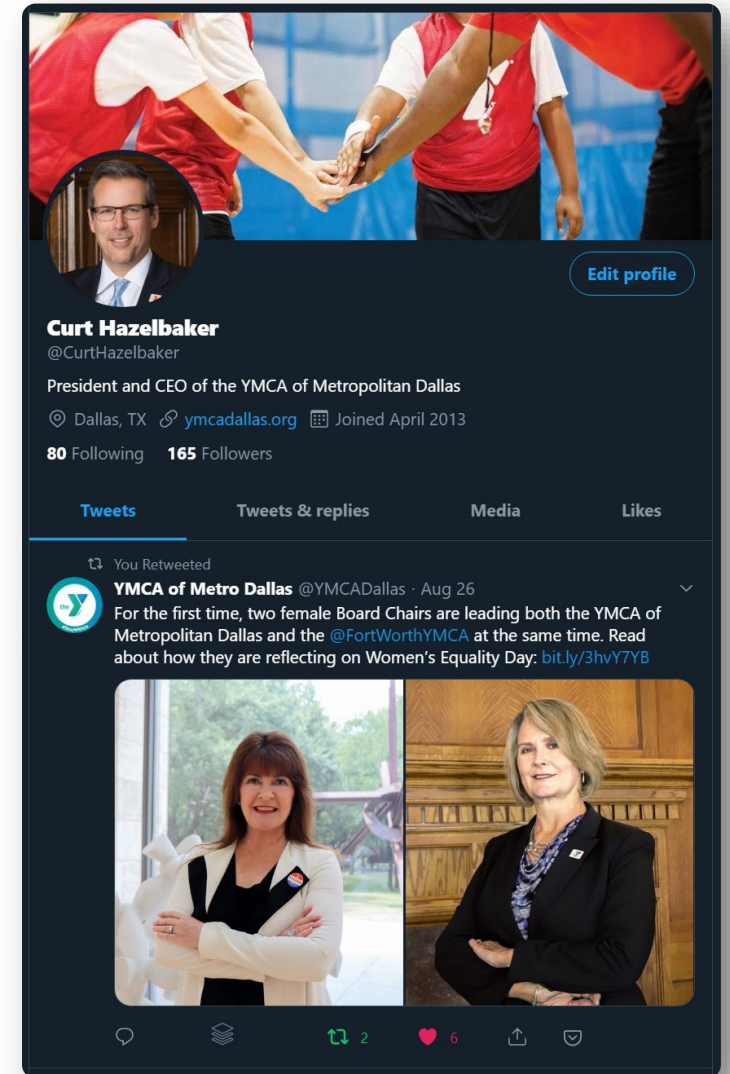 Edit profile
Curt Hazelbaker
@CurtHazelbaker
President and CEO of the YMCA of Metropolitan Dallas
Dallas, TX ymcadallas.org Joined April 2013
80 Following 165 Followers
Tweets Tweets & replies Media Likes
You Retweeted
YMCA of Metro Dallas @YMCADallas · Aug 26
For the first time, two female Board Chairs are leading both the YMCA of
Metropolitan Dallas and the @FortWorthYMCA at the same time. Read
about how they are reflecting on Women's Equality Day: bit.ly/3hvY7YB
the Y
2 6